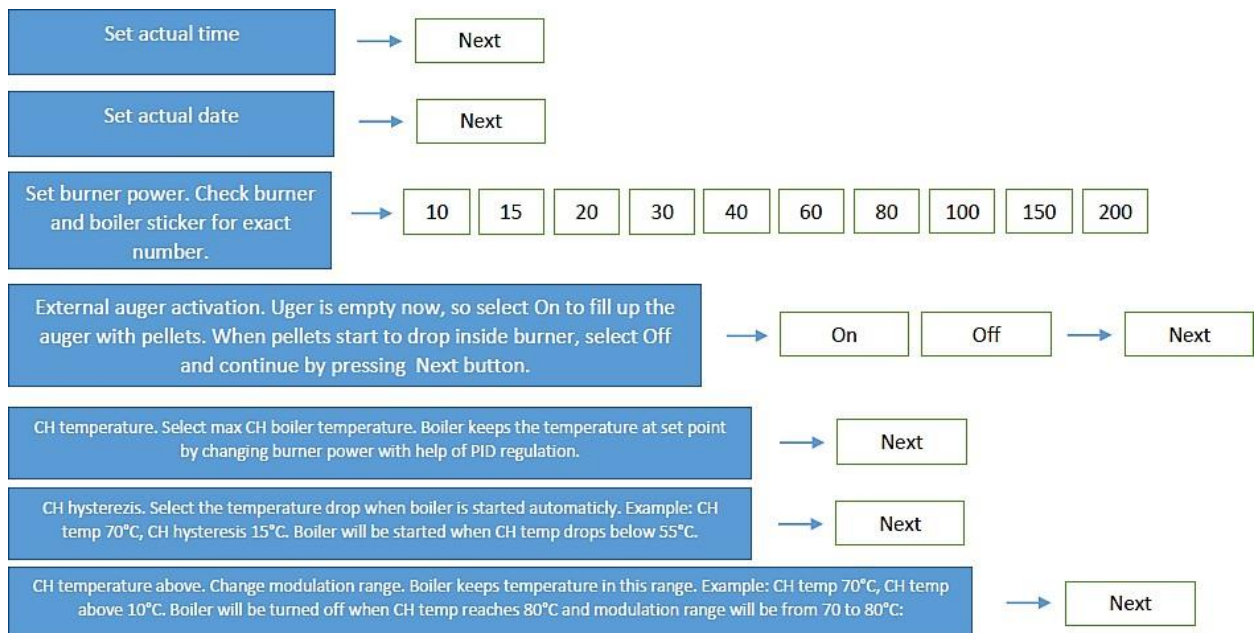 Set actual time
Next
Set actual date
Next
Set burner power. Check burner
and boiler sticker for exact
number.
10 15 20 30 40 60 80 100 150 200
External auger activation. Uger is empty now, so select On to fill up the
auger with pellets. When pellets start to drop inside burner, select Off
and continue by pressing Next button.
On Off Next
CH temperature. Select max CH boiler temperature. Boiler keeps the temperature at set point
by changing burner power with help of PID regulation.
Next
CH hysterezis. Select the temperature drop when boiler is started automaticly. Example: CH
temp 70°C, CH hysteresis 15°C. Boiler will be started when CH temp drops below 55°C.
Next
CH temperature above. Change modulation range. Boiler keeps temperature in this range. Example: CH temp 70°C, CH temp
above 10°C. Boiler will be turned off when CH temp reaches 80°C and modulation range will be from 70 to 80°C:
Next